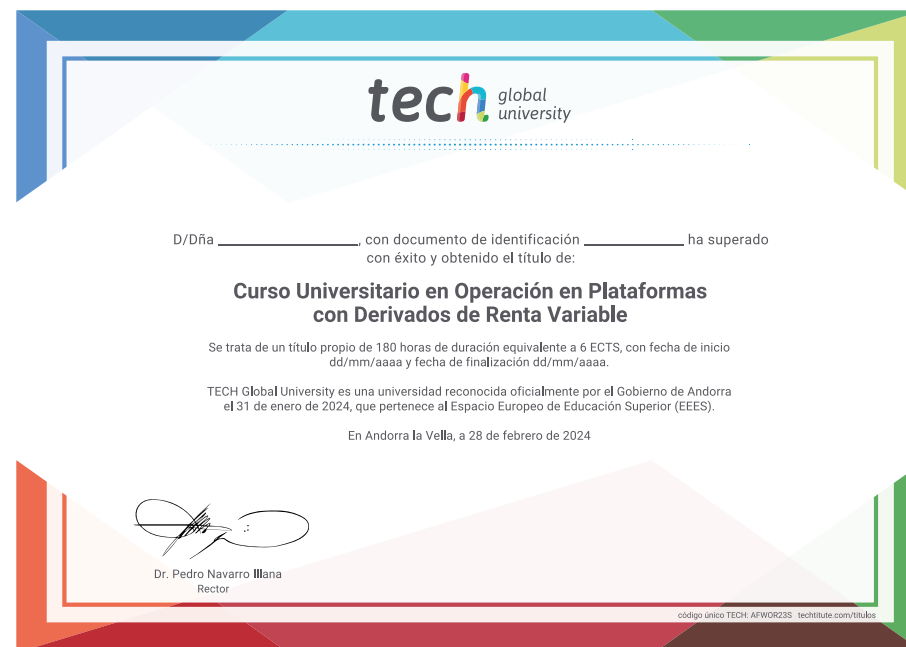 tech global university
D/Dña ____________, con documento de identificación ____________ ha superado
con éxito y obtenido el título de:
Curso Universitario en Operación en Plataformas
con Derivados de Renta Variable
Se trata de un título propio de 180 horas de duración equivalente a 6 ECTS, con fecha de inicio
dd/mm/aaaa y fecha de finalización dd/mm/aaaa.
TECH Global University es una universidad reconocida oficialmente por el Gobierno de Andorra
el 31 de enero de 2024, que pertenece al Espacio Europeo de Educación Superior (EEES).
En Andorra la Vella, a 28 de febrero de 2024
Dr. Pedro Navarro Illana
Rector
código único TECH: AFWOR23S techtitute.com/titulos